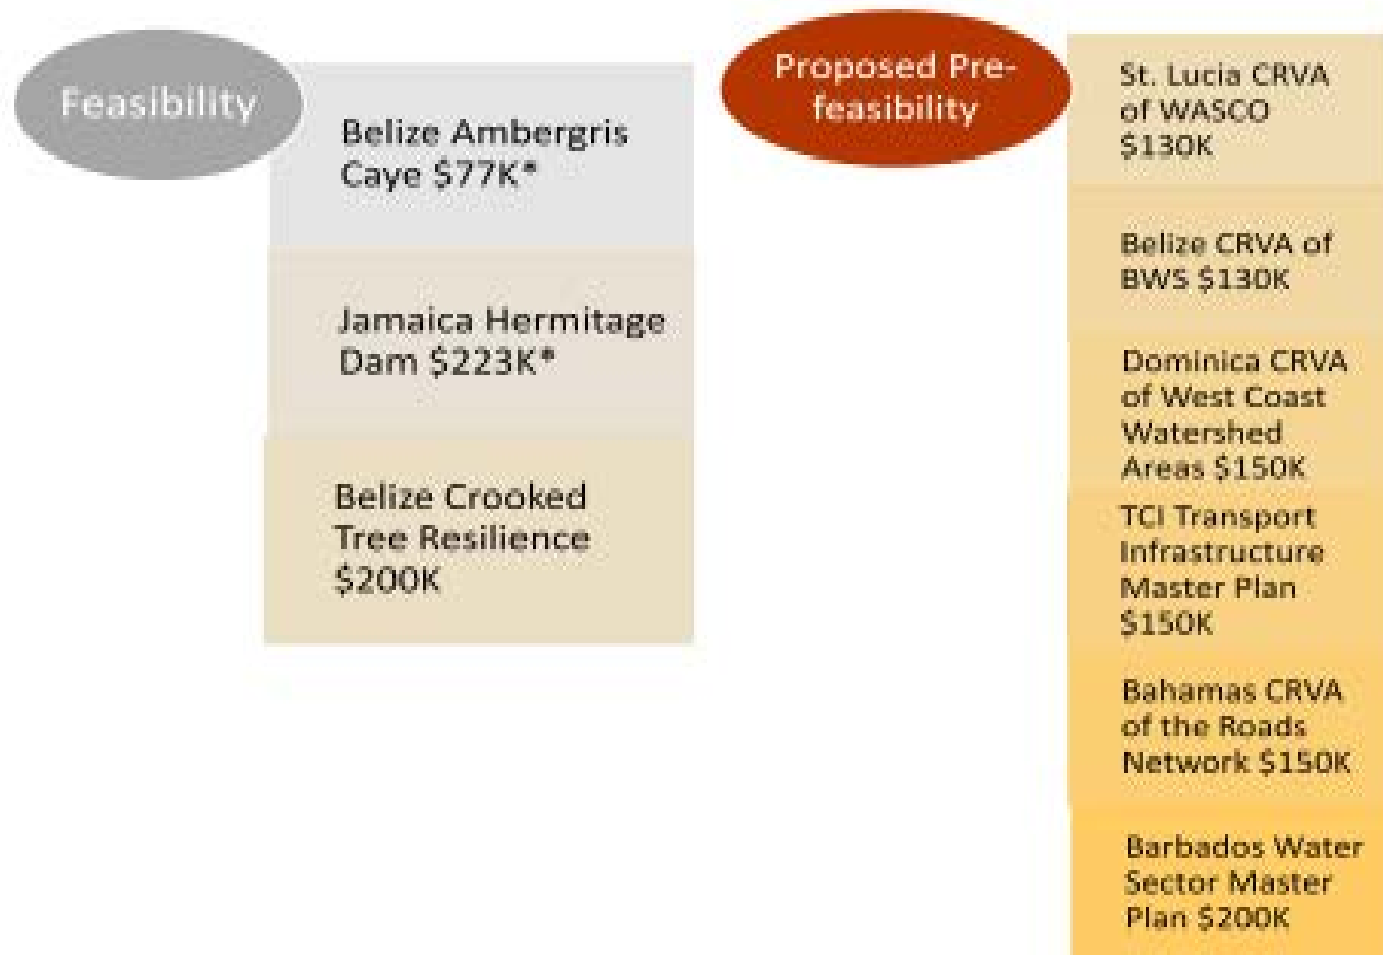 Feasibility
Belize Ambergris
Caye $77K*
Jamaica Hermitage
Dam $223K*
Belize Crooked
Tree Resilience
$200K
Proposed Pre-
feasibility
St. Lucia CRVA
of WASCO
$130K
Belize CRVA of
BWS $130K
Dominica CRVA
of West Coast
Watershed
Areas $150K
TCI Transport
Infrastructure
Master Plan
$150K
Bahamas CRVA
of the Roads
Network $150K
Barbados Water
Sector Master
Plan $200K